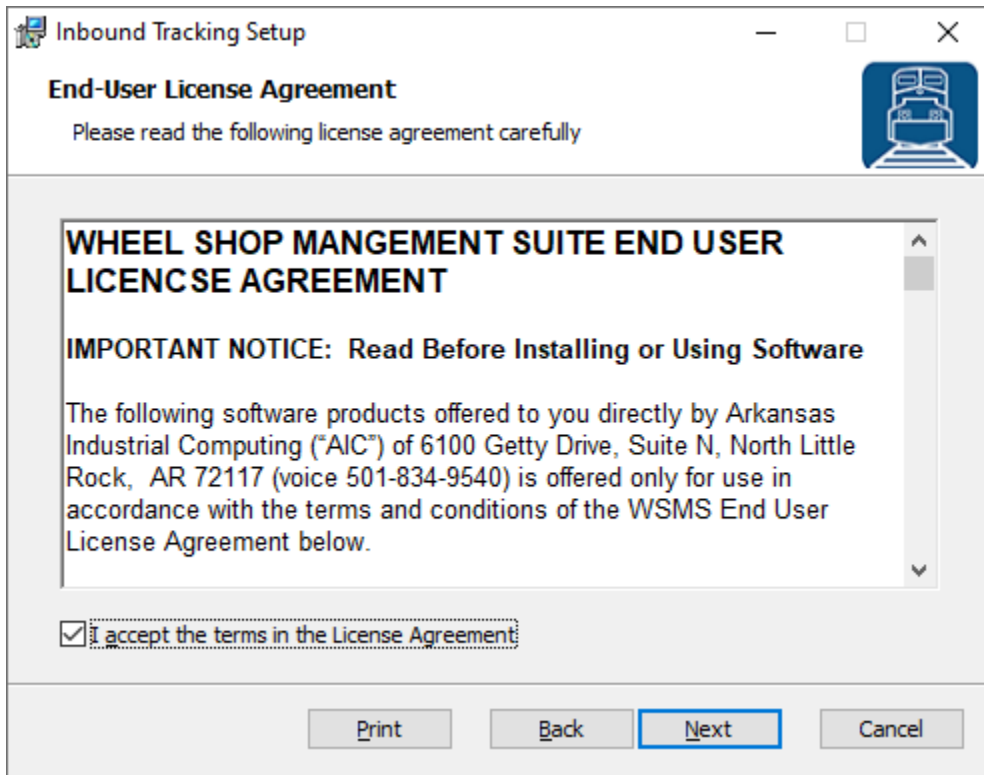 Inbound Tracking Setup
End-User License Agreement
Please read the following license agreement carefully
WHEEL SHOP MANGEMENT SUITE END USER
LICENCSE AGREEMENT
IMPORTANT NOTICE:  Read Before Installing or Using Software
The following software products offered to you directly by Arkansas
Industrial Computing (“AIC”) of 6100 Getty Drive, Suite N, North Little
Rock,  AR 72117 (voice 501-834-9540) is offered only for use in
accordance with the terms and conditions of the WSMS End User
License Agreement below.
I accept the terms in the License Agreement
Print Back Next Cancel